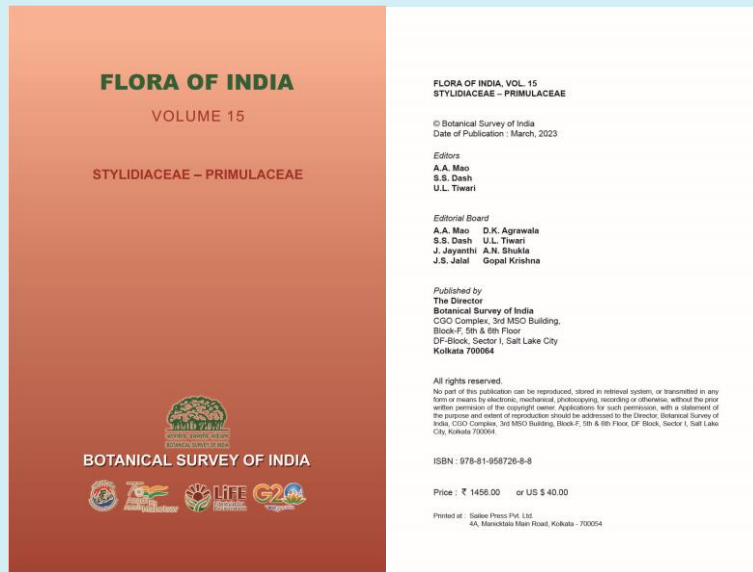 FLORA OF INDIA
VOLUME 15
STYLIDIACEAE – PRIMULACEAE
BOTANICAL SURVEY OF INDIA
BOTANICAL SURVEY OF INDIA
LiFE
G20
FLORA OF INDIA, VOL. 15
STYLIDIACEAE – PRIMULACEAE
© Botanical Survey of India
Date of Publication : March, 2023
Editors
A.A. Mao
S.S. Dash
U.L. Tiwari
Editorial Board
A.A. Mao D.K. Agrawala
S.S. Dash U.L. Tiwari
J. Jayanthi A.N. Shukla
J.S. Jalal Gopal Krishna
Published by
The Director
Botanical Survey of India
CGO Complex, 3rd MSO Building,
Block-F, 5th & 6th Floor
DF-Block, Sector I, Salt Lake City
Kolkata 700064
All rights reserved.
No part of this publication can be reproduced, stored in retrieval system, or transmitted in any
form or means by electronic, mechanical, photocopying, recording or otherwise, without the prior
written permission of the copyright owner. Applications for such permission, with a statement of
the purpose and extent of reproduction should be addressed to the Director, Botanical Survey of
India, CGO Complex, 3rd MSO Building, Block-F, 5th & 6th Floor, DF Block, Sector I, Salt Lake
City, Kolkata 700064.
ISBN : 978-81-958726-8-8
Price : ₹ 1456.00 or US $ 40.00
Printed at : Sailee Press Pvt. Ltd.
4A, Manicktala Main Road, Kolkata - 700054